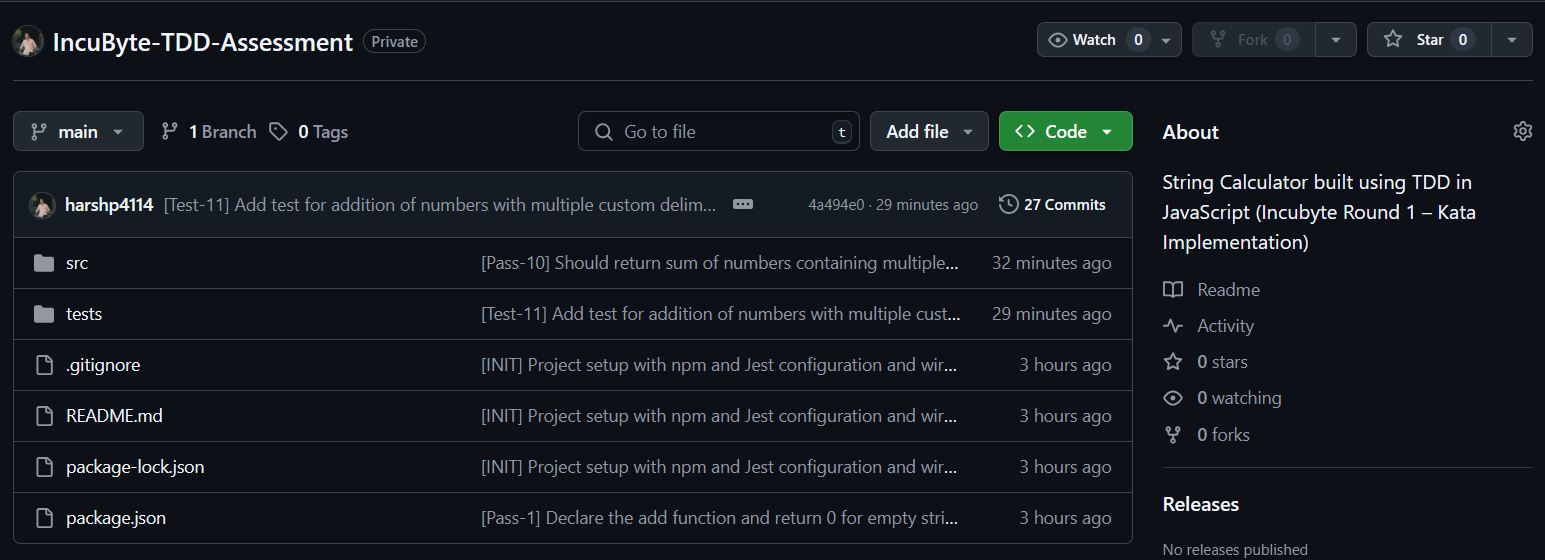 IncuByte-TDD-Assessment Private
Watch 0
Fork 0
Star 0
main 1 Branch 0 Tags
Go to file t
Add file
Code
harshp4114 [Test-11] Add test for addition of numbers with multiple custom delim... 4a494e0 · 29 minutes ago 27 Commits
src [Pass-10] Should return sum of numbers containing multiple... 32 minutes ago
tests [Test-11] Add test for addition of numbers with multiple cust... 29 minutes ago
.gitignore [INIT] Project setup with npm and Jest configuration and wir... 3 hours ago
README.md [INIT] Project setup with npm and Jest configuration and wir... 3 hours ago
package-lock.json [INIT] Project setup with npm and Jest configuration and wir... 3 hours ago
package.json [Pass-1] Declare the add function and return 0 for empty stri... 3 hours ago
About
String Calculator built using TDD in
JavaScript (Incubyte Round 1 – Kata
Implementation)
Readme
Activity
0 stars
0 watching
0 forks
Releases
No releases published